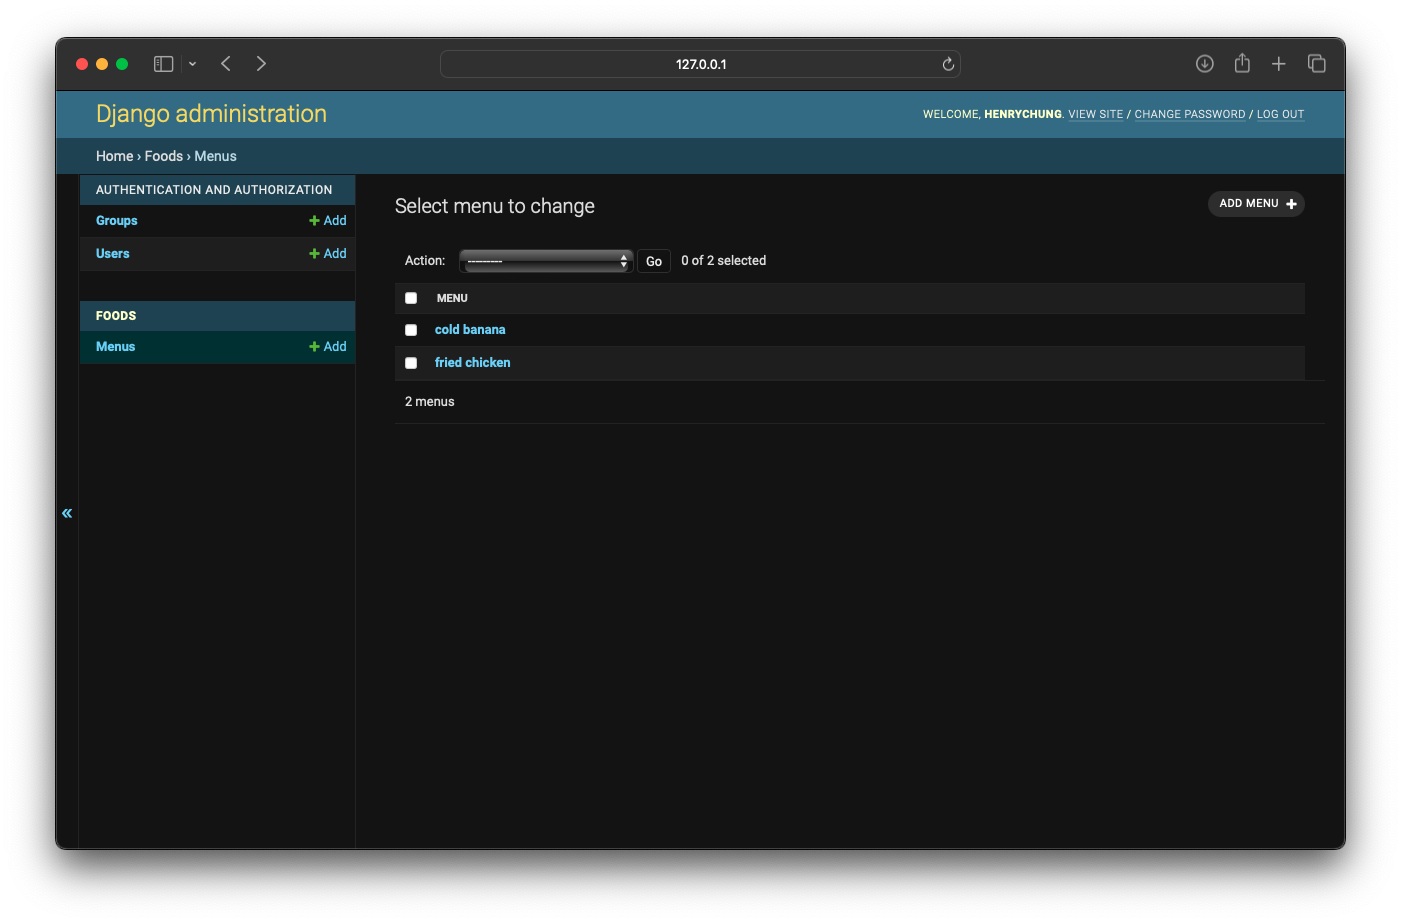 127.0.0.1
Django administration
WELCOME, HENRYCHUNG. VIEW SITE / CHANGE PASSWORD / LOG OUT
Home › Foods › Menus
AUTHENTICATION AND AUTHORIZATION
Groups
+ Add
Users
+ Add
FOODS
Menus
+ Add
Select menu to change
ADD MENU +
Action: --------- Go 0 of 2 selected
MENU
cold banana
fried chicken
2 menus
«